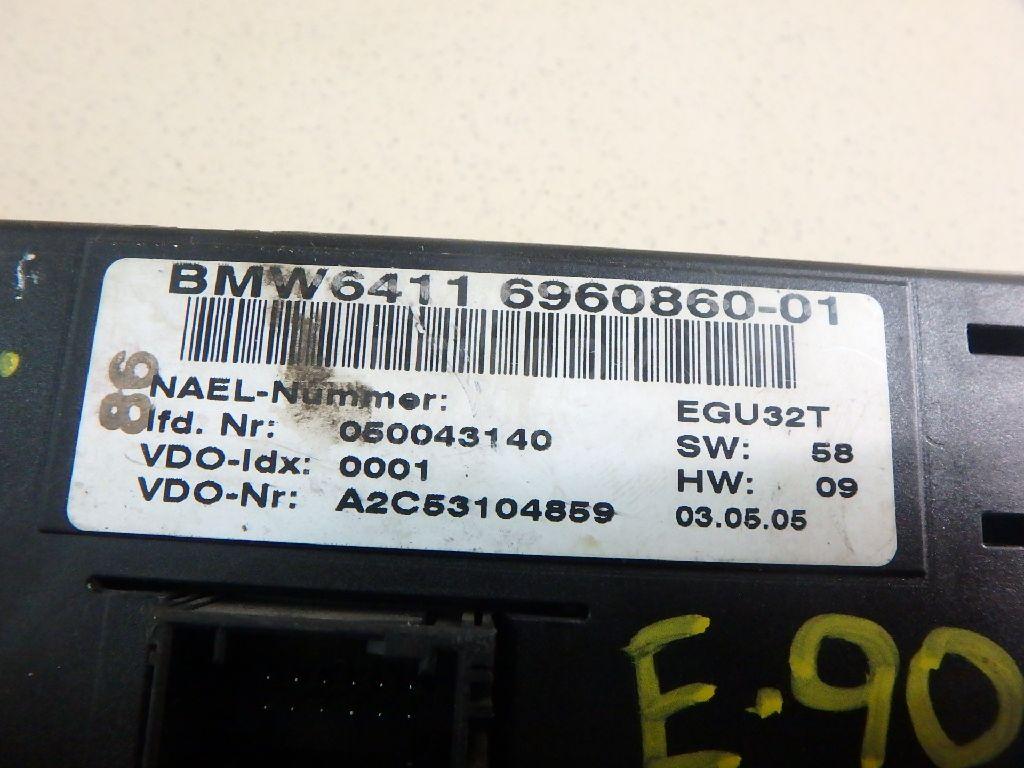 BMW6411 6960860-01
86
NAEL-Nummer:
lfd. Nr: 050043140
VDO-Idx: 0001
VDO-Nr: A2C53104859
EGU32T
SW: 58
HW: 09
03.05.05
E.90